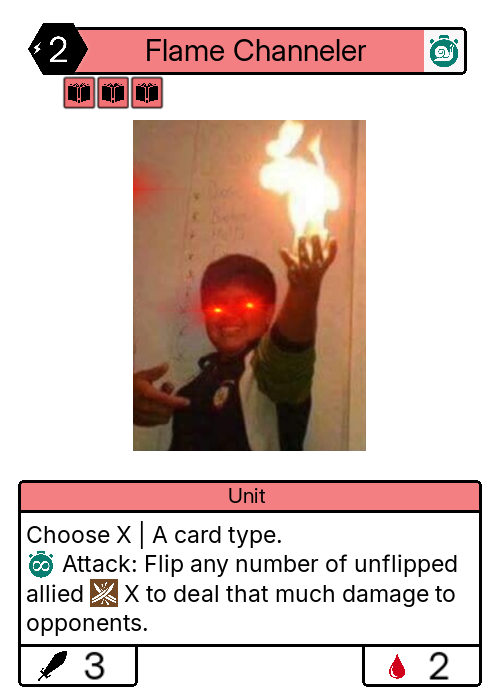 2
Flame Channeler
Unit
Choose X | A card type.
Attack: Flip any number of unflipped
allied X to deal that much damage to
opponents.
3
2